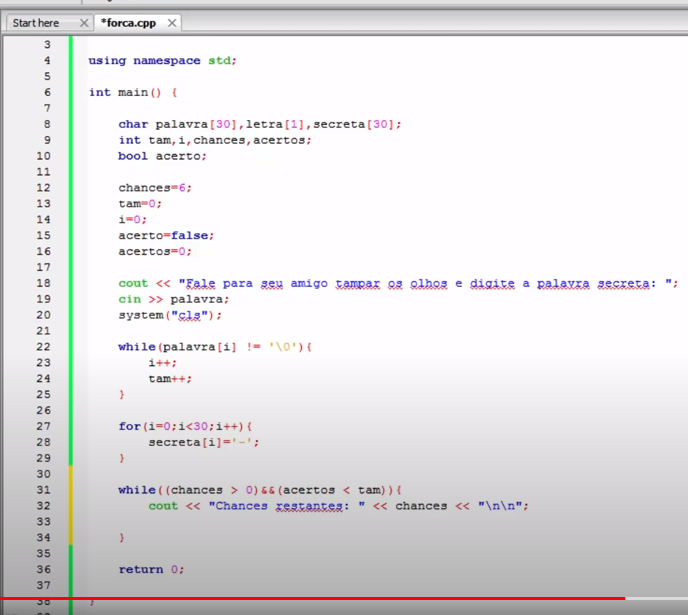 Start here *forca.cpp
3
4 using namespace std;
5
6 int main() {
7
8 char palavra[30],letra[1],secreta[30];
9 int tam,i,chances,acertos;
10 bool acerto;
11
12 chances=6;
13 tam=0;
14 i=0;
15 acerto=false;
16 acertos=0;
17
18 cout << "Fale para seu amigo tampar os olhos e digite a palavra secreta: ";
19 cin >> palavra;
20 system("cls");
21
22 while(palavra[i] != '\0'){
23 i++;
24 tam++;
25 }
26
27 for(i=0;i<30;i++){
28 secreta[i]='-';
29 }
30
31 while((chances > 0)&&(acertos < tam)){
32 cout << "Chances restantes: " << chances << "\n\n";
33
34 }
35
36 return 0;
37
38 }